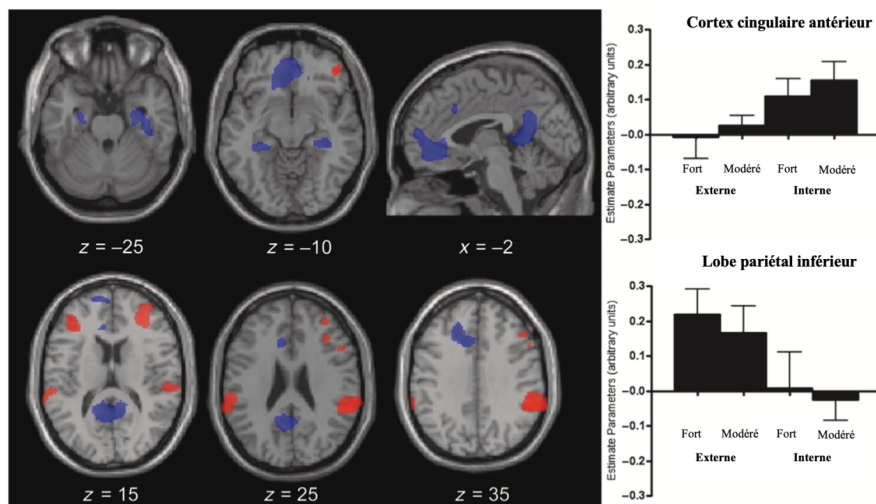 z = –25
z = –10
x = –2
z = 15
z = 25
z = 35
Cortex cingulaire antérieur
Estimate Parameters (arbitrary units)
0.3
0.2
0.1
–0.0
–0.1
–0.2
–0.3
Fort Modéré Fort Modéré
Externe Interne
Lobe pariétal inférieur
Estimate Parameters (arbitrary units)
0.3
0.2
0.1
–0.0
–0.1
–0.2
–0.3
Fort Modéré Fort Modéré
Externe Interne